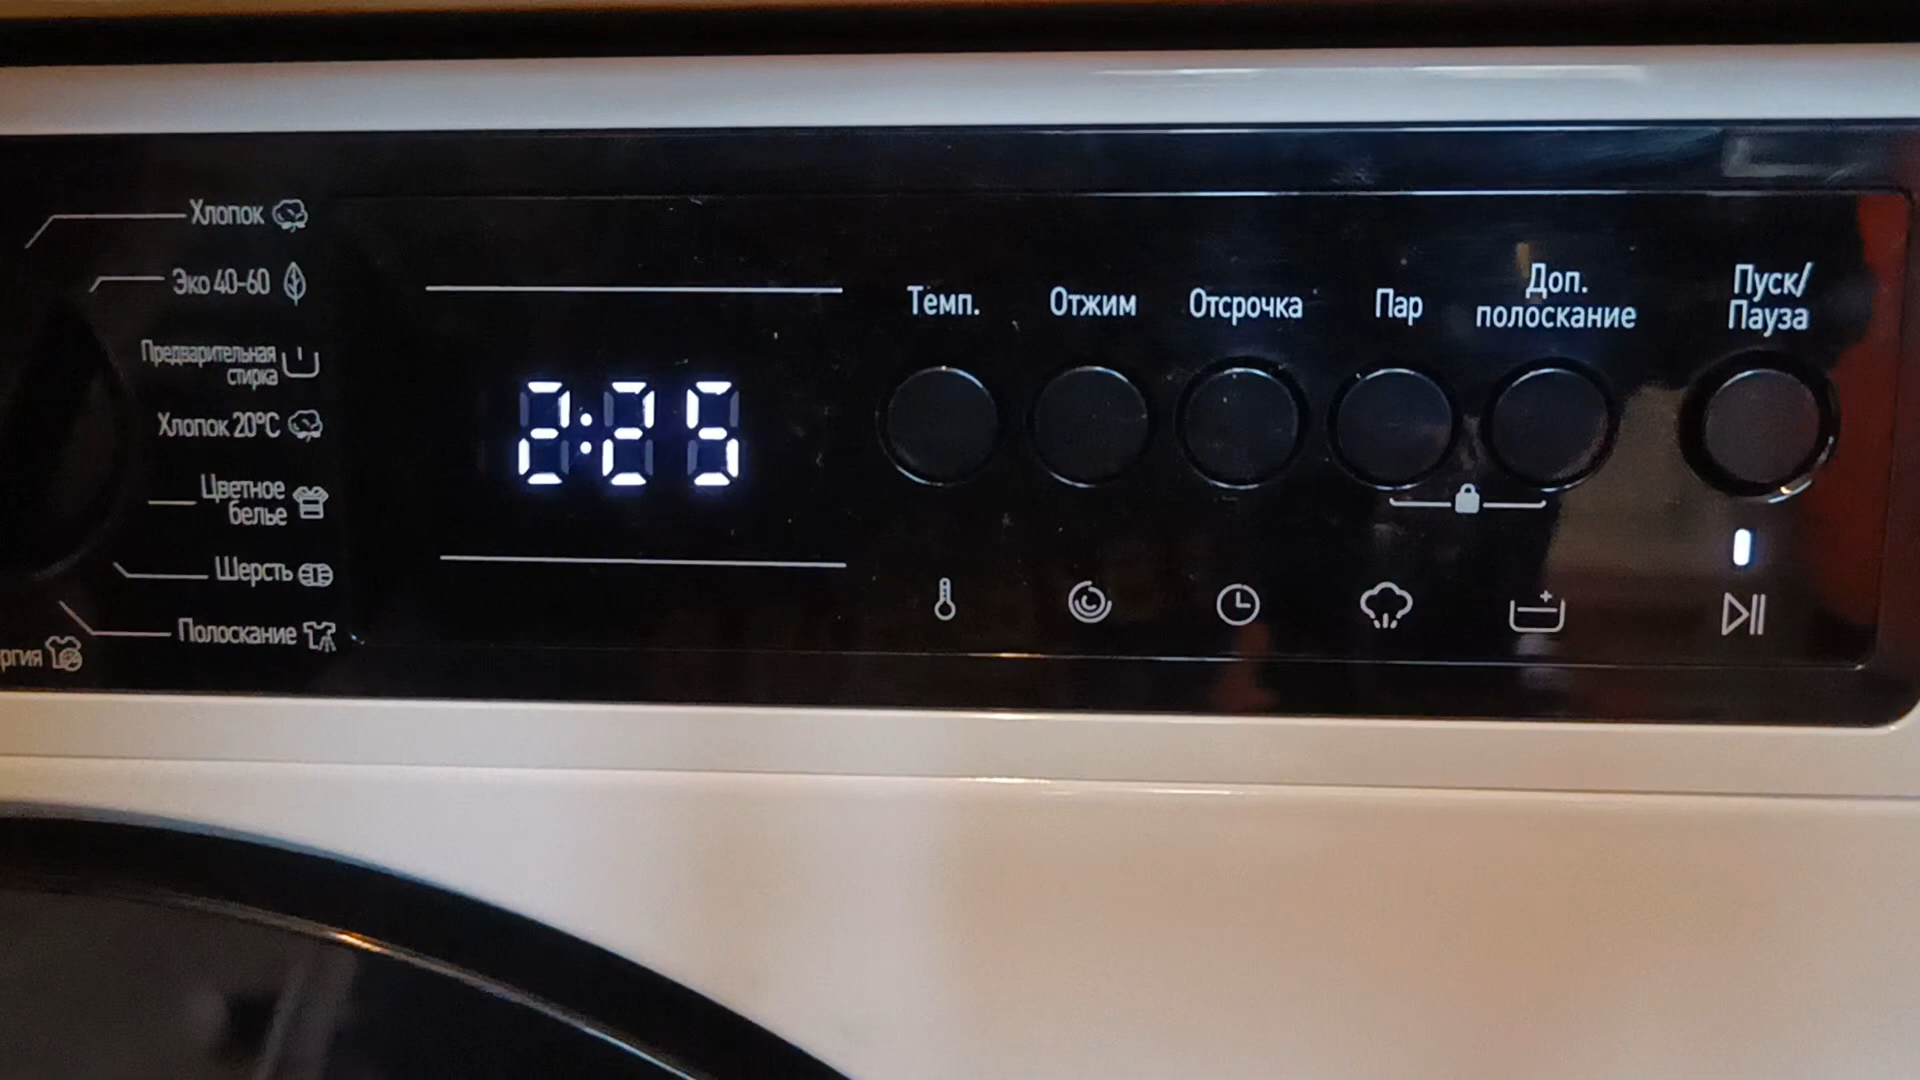 Хлопок
Эко 40-60
Предварительная
стирка
Хлопок 20°C
Цветное
белье
Шерсть
Полоскание
ргия
2:25
Темп.
Отжим
Отсрочка
Пар
Доп.
полоскание
Пуск/
Пауза